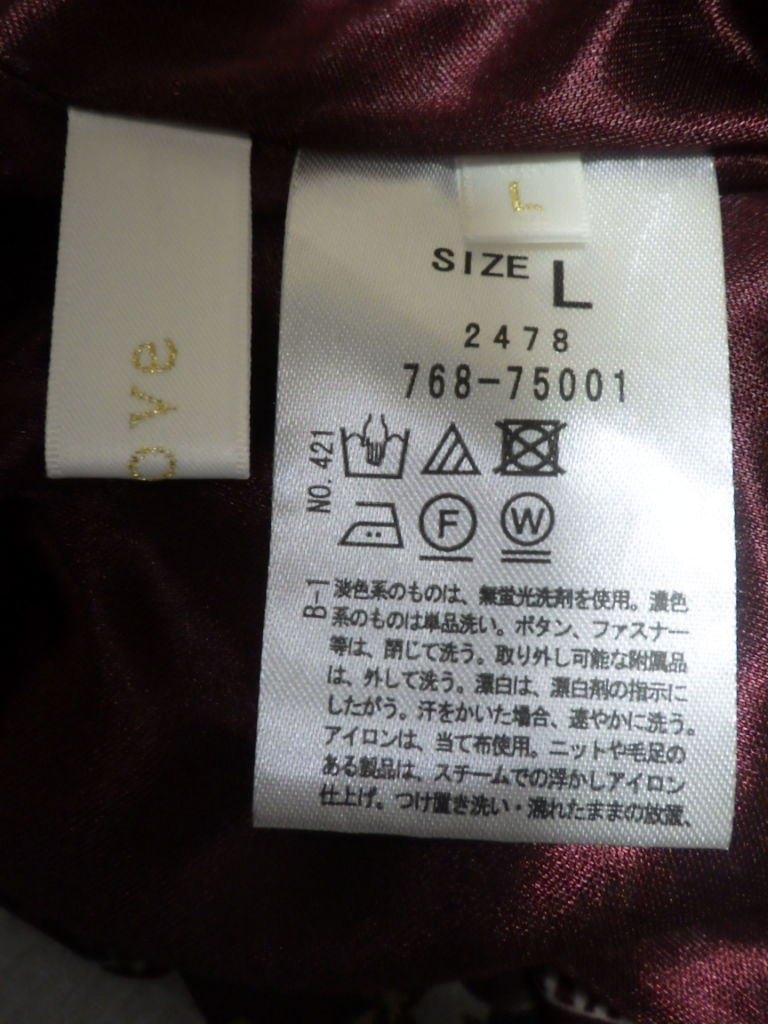 ove
L
SIZE L
2478
768-75001
NO. 421
F
W
B-1
淡色系のものは、無蛍光洗剤を使用。濃色
系のものは単品洗い。ボタン、ファスナー
等は、閉じて洗う。取り外し可能な附属品
は、外して洗う。漂白は、漂白剤の指示に
したがう。汗をかいた場合、速やかに洗う。
アイロンは、当て布使用。ニットや毛足の
ある製品は、スチームでの浮かしアイロン
仕上げ。つけ置き洗い・濡れたままの放置、